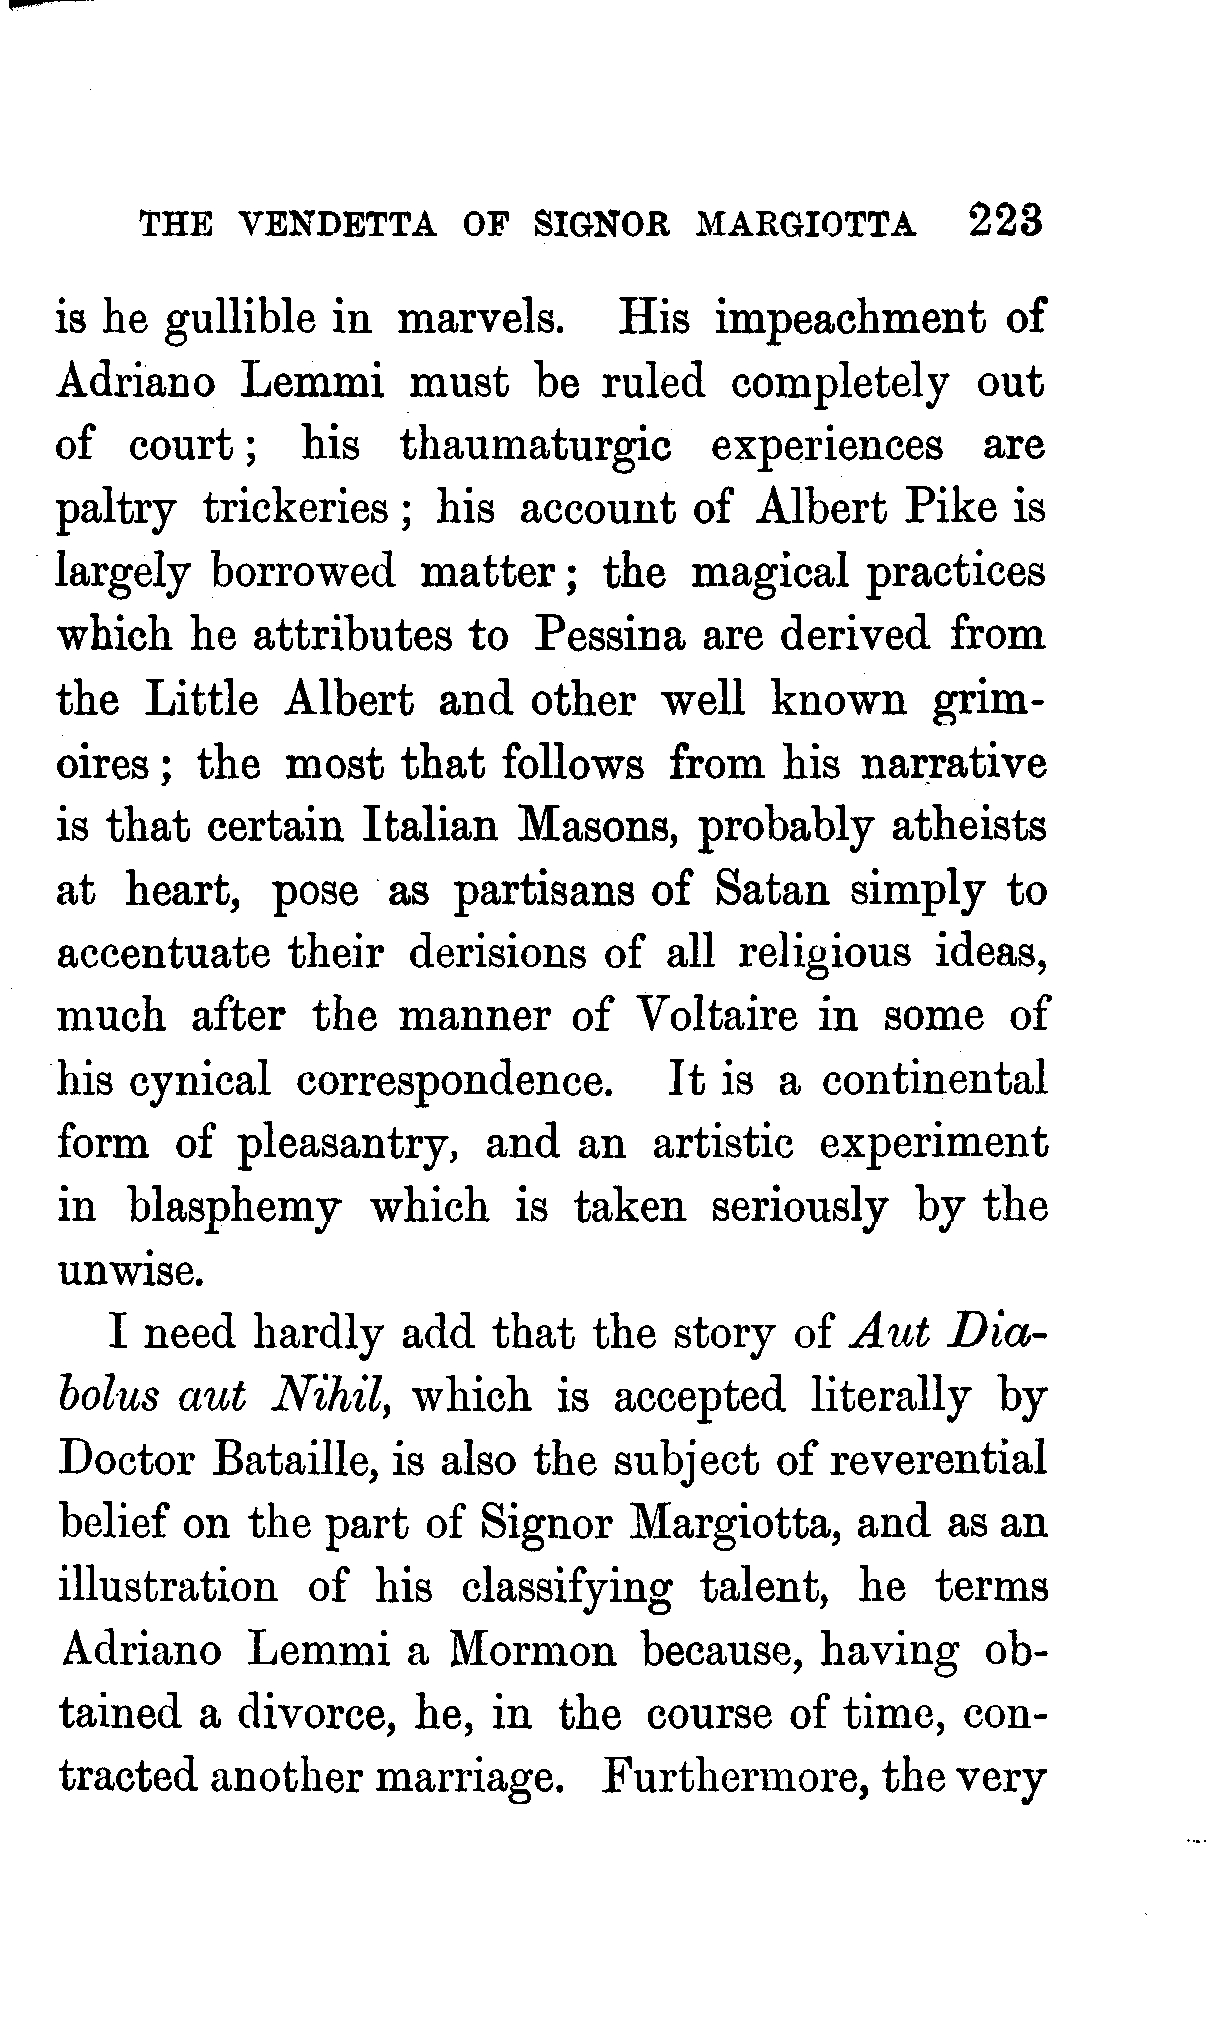 THE VENDETTA OF SIGNOR MARGIOTTA 223
is he gullible in marvels. His impeachment of
Adriano Lemmi must be ruled completely out
of court ; his thaumaturgic experiences are
paltry trickeries ; his account of Albert Pike is
largely borrowed matter ; the magical practices
which he attributes to Pessina are derived from
the Little Albert and other well known grim-
oires ; the most that follows from his narrative
is that certain Italian Masons, probably atheists
at heart, pose as partisans of Satan simply to
accentuate their derisions of all religious ideas,
much after the manner of Voltaire in some of
his cynical correspondence. It is a continental
form of pleasantry, and an artistic experiment
in blasphemy which is taken seriously by the
unwise.
I need hardly add that the story of Aut Dia-
bolus aut Nihil, which is accepted literally by
Doctor Bataille, is also the subject of reverential
belief on the part of Signor Margiotta, and as an
illustration of his classifying talent, he terms
Adriano Lemmi a Mormon because, having ob-
tained a divorce, he, in the course of time, con-
tracted another marriage. Furthermore, the very